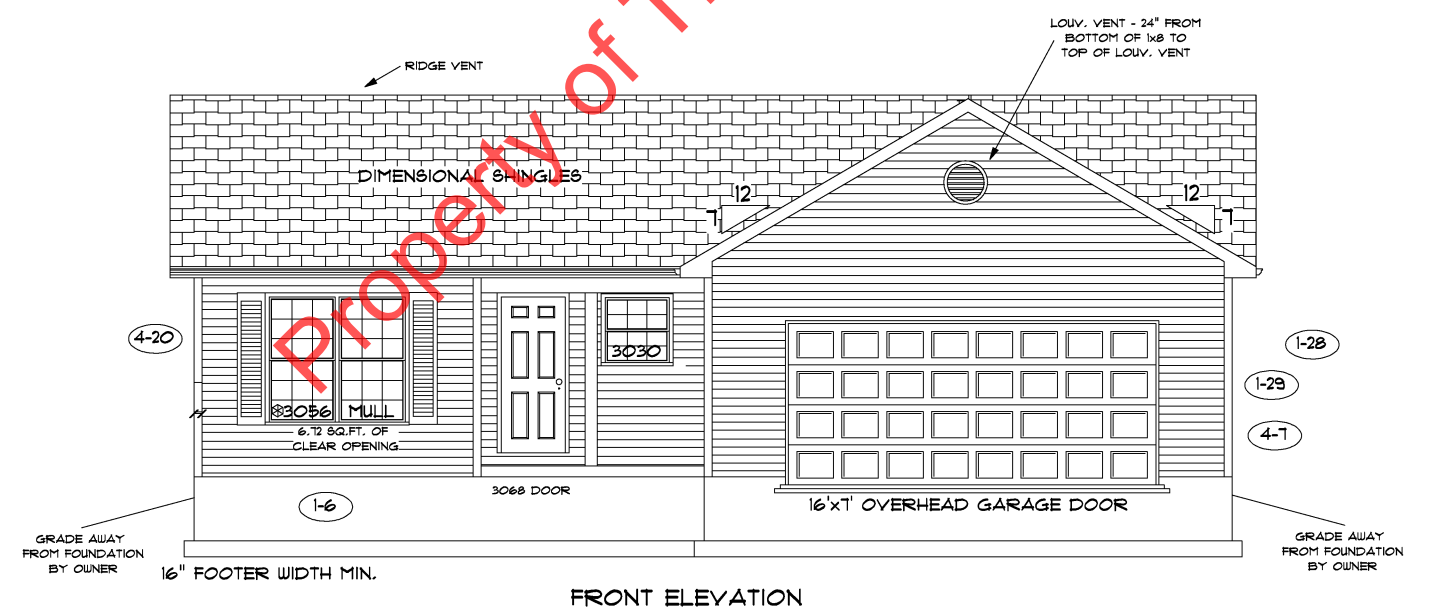 LOUV. VENT - 24" FROM
BOTTOM OF 1x8 TO
TOP OF LOUV. VENT
RIDGE VENT
Property of T
DIMENSIONAL SHINGLES
12
7
12
7
4-20
3030
1-28
1-29
3056 MULL
6.72 SQ.FT. OF
CLEAR OPENING
4-7
3068 DOOR
1-6
16'x7' OVERHEAD GARAGE DOOR
GRADE AWAY
FROM FOUNDATION
BY OWNER
GRADE AWAY
FROM FOUNDATION
BY OWNER
16" FOOTER WIDTH MIN.
FRONT ELEVATION